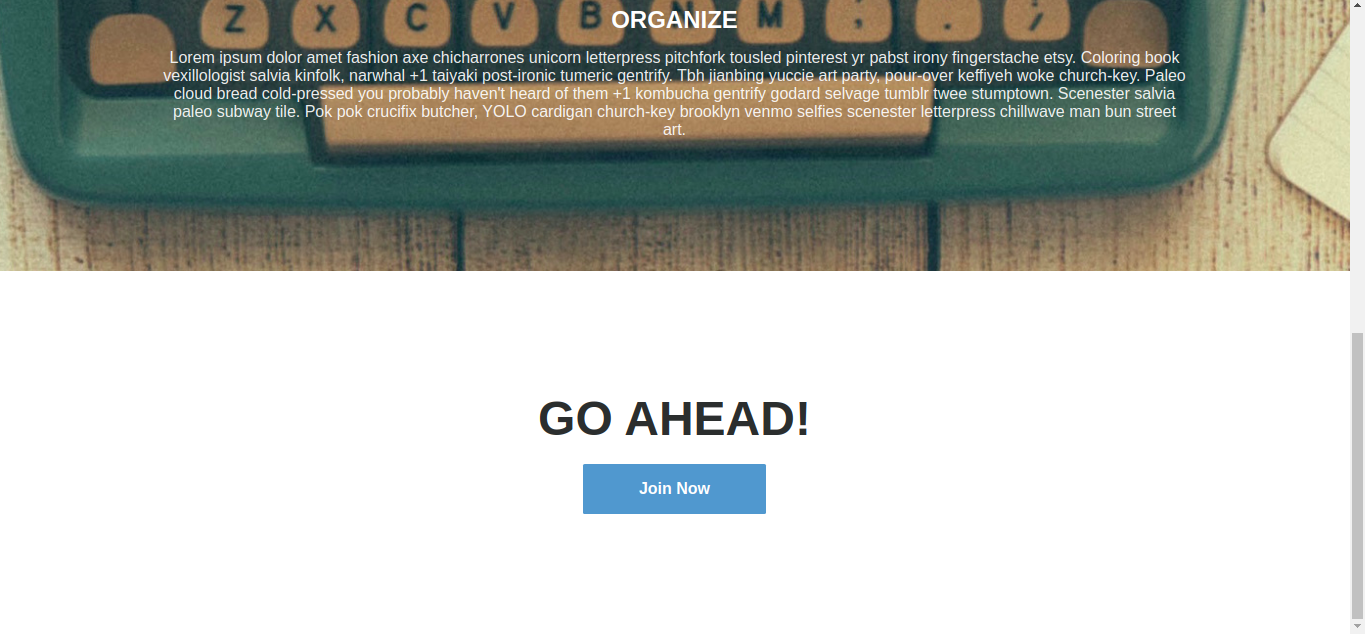 Z X C V B N M ; . /
ORGANIZE
Lorem ipsum dolor amet fashion axe chicharrones unicorn letterpress pitchfork tousled pinterest yr pabst irony fingerstache etsy. Coloring book
vexillologist salvia kinfolk, narwhal +1 taiyaki post-ironic tumeric gentrify. Tbh jianbing yuccie art party, pour-over keffiyeh woke church-key. Paleo
cloud bread cold-pressed you probably haven't heard of them +1 kombucha gentrify godard selvage tumblr twee stumptown. Scenester salvia
paleo subway tile. Pok pok crucifix butcher, YOLO cardigan church-key brooklyn venmo selfies scenester letterpress chillwave man bun street
art.
GO AHEAD!
Join Now